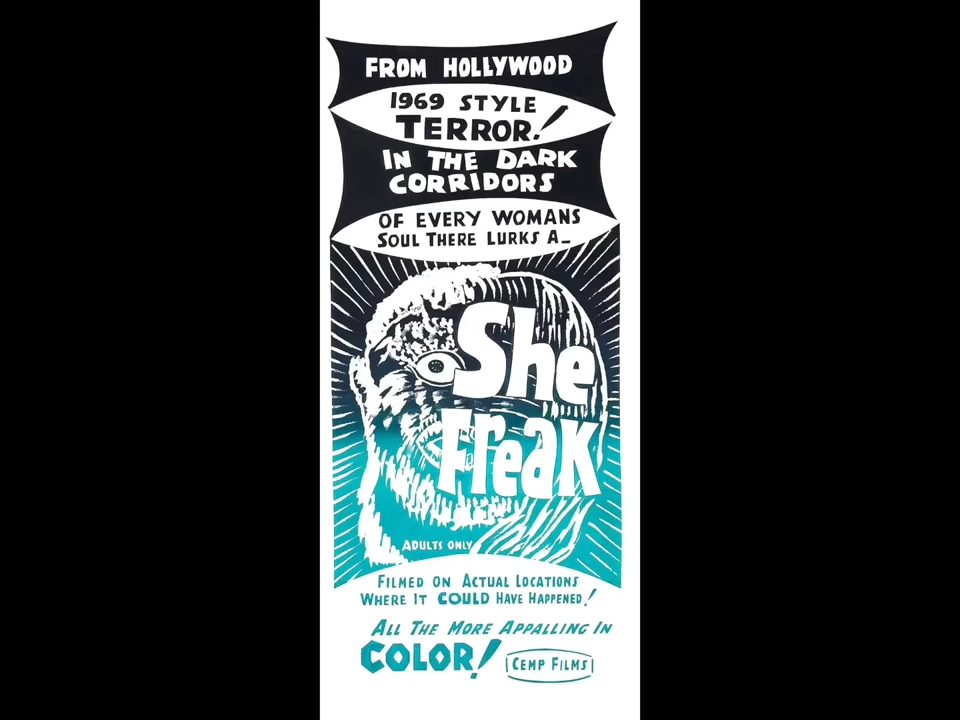 FROM HOLLYWOOD
1969 STYLE
TERROR!
IN THE DARK
CORRIDORS
OF EVERY WOMANS
SOUL THERE LURKS A_
She
Freak
ADULTS ONLY
FILMED ON ACTUAL LOCATIONS
WHERE IT COULD HAVE HAPPENED!
ALL THE MORE APPALLING IN
COLOR!
CEMP FILMS